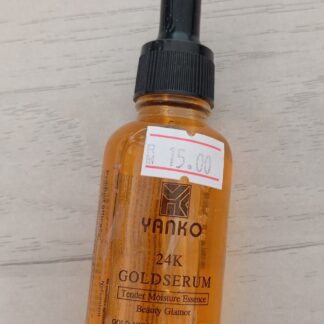 RM 15.00
YANKO
24K
GOLDSERUM
Tender Moisture Essence
Beauty Glamor